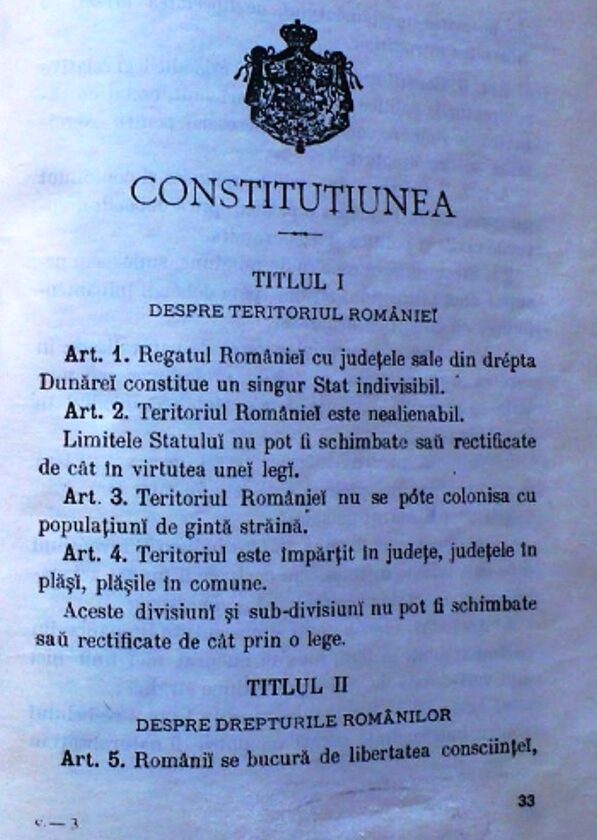 CONSTITUȚIUNEA
TITLUL I
DESPRE TERITORIUL ROMÂNIEĬ
Art. 1. Regatul Românieĭ cu județele sale din drépta
Dunăreĭ constitue un singur Stat indivisibil.
Art. 2. Teritoriul Românieĭ este nealienabil.
Limitele Statuluĭ nu pot fi schimbate saŭ rectificate
de cât în virtutea uneĭ legĭ.
Art. 3. Teritoriul Românieĭ nu se póte colonisa cu
populațiunĭ de gintă străină.
Art. 4. Teritoriul este împărțit în județe, județele în
plășĭ, plășile în comune.
Aceste divisiunĭ și sub-divisiunĭ nu pot fi schimbate
saŭ rectificate de cât prin o lege.
TITLUL II
DESPRE DREPTURILE ROMÂNILOR
Art. 5. Româniĭ se bucură de libertatea consciințeĭ,
33
C. — 3